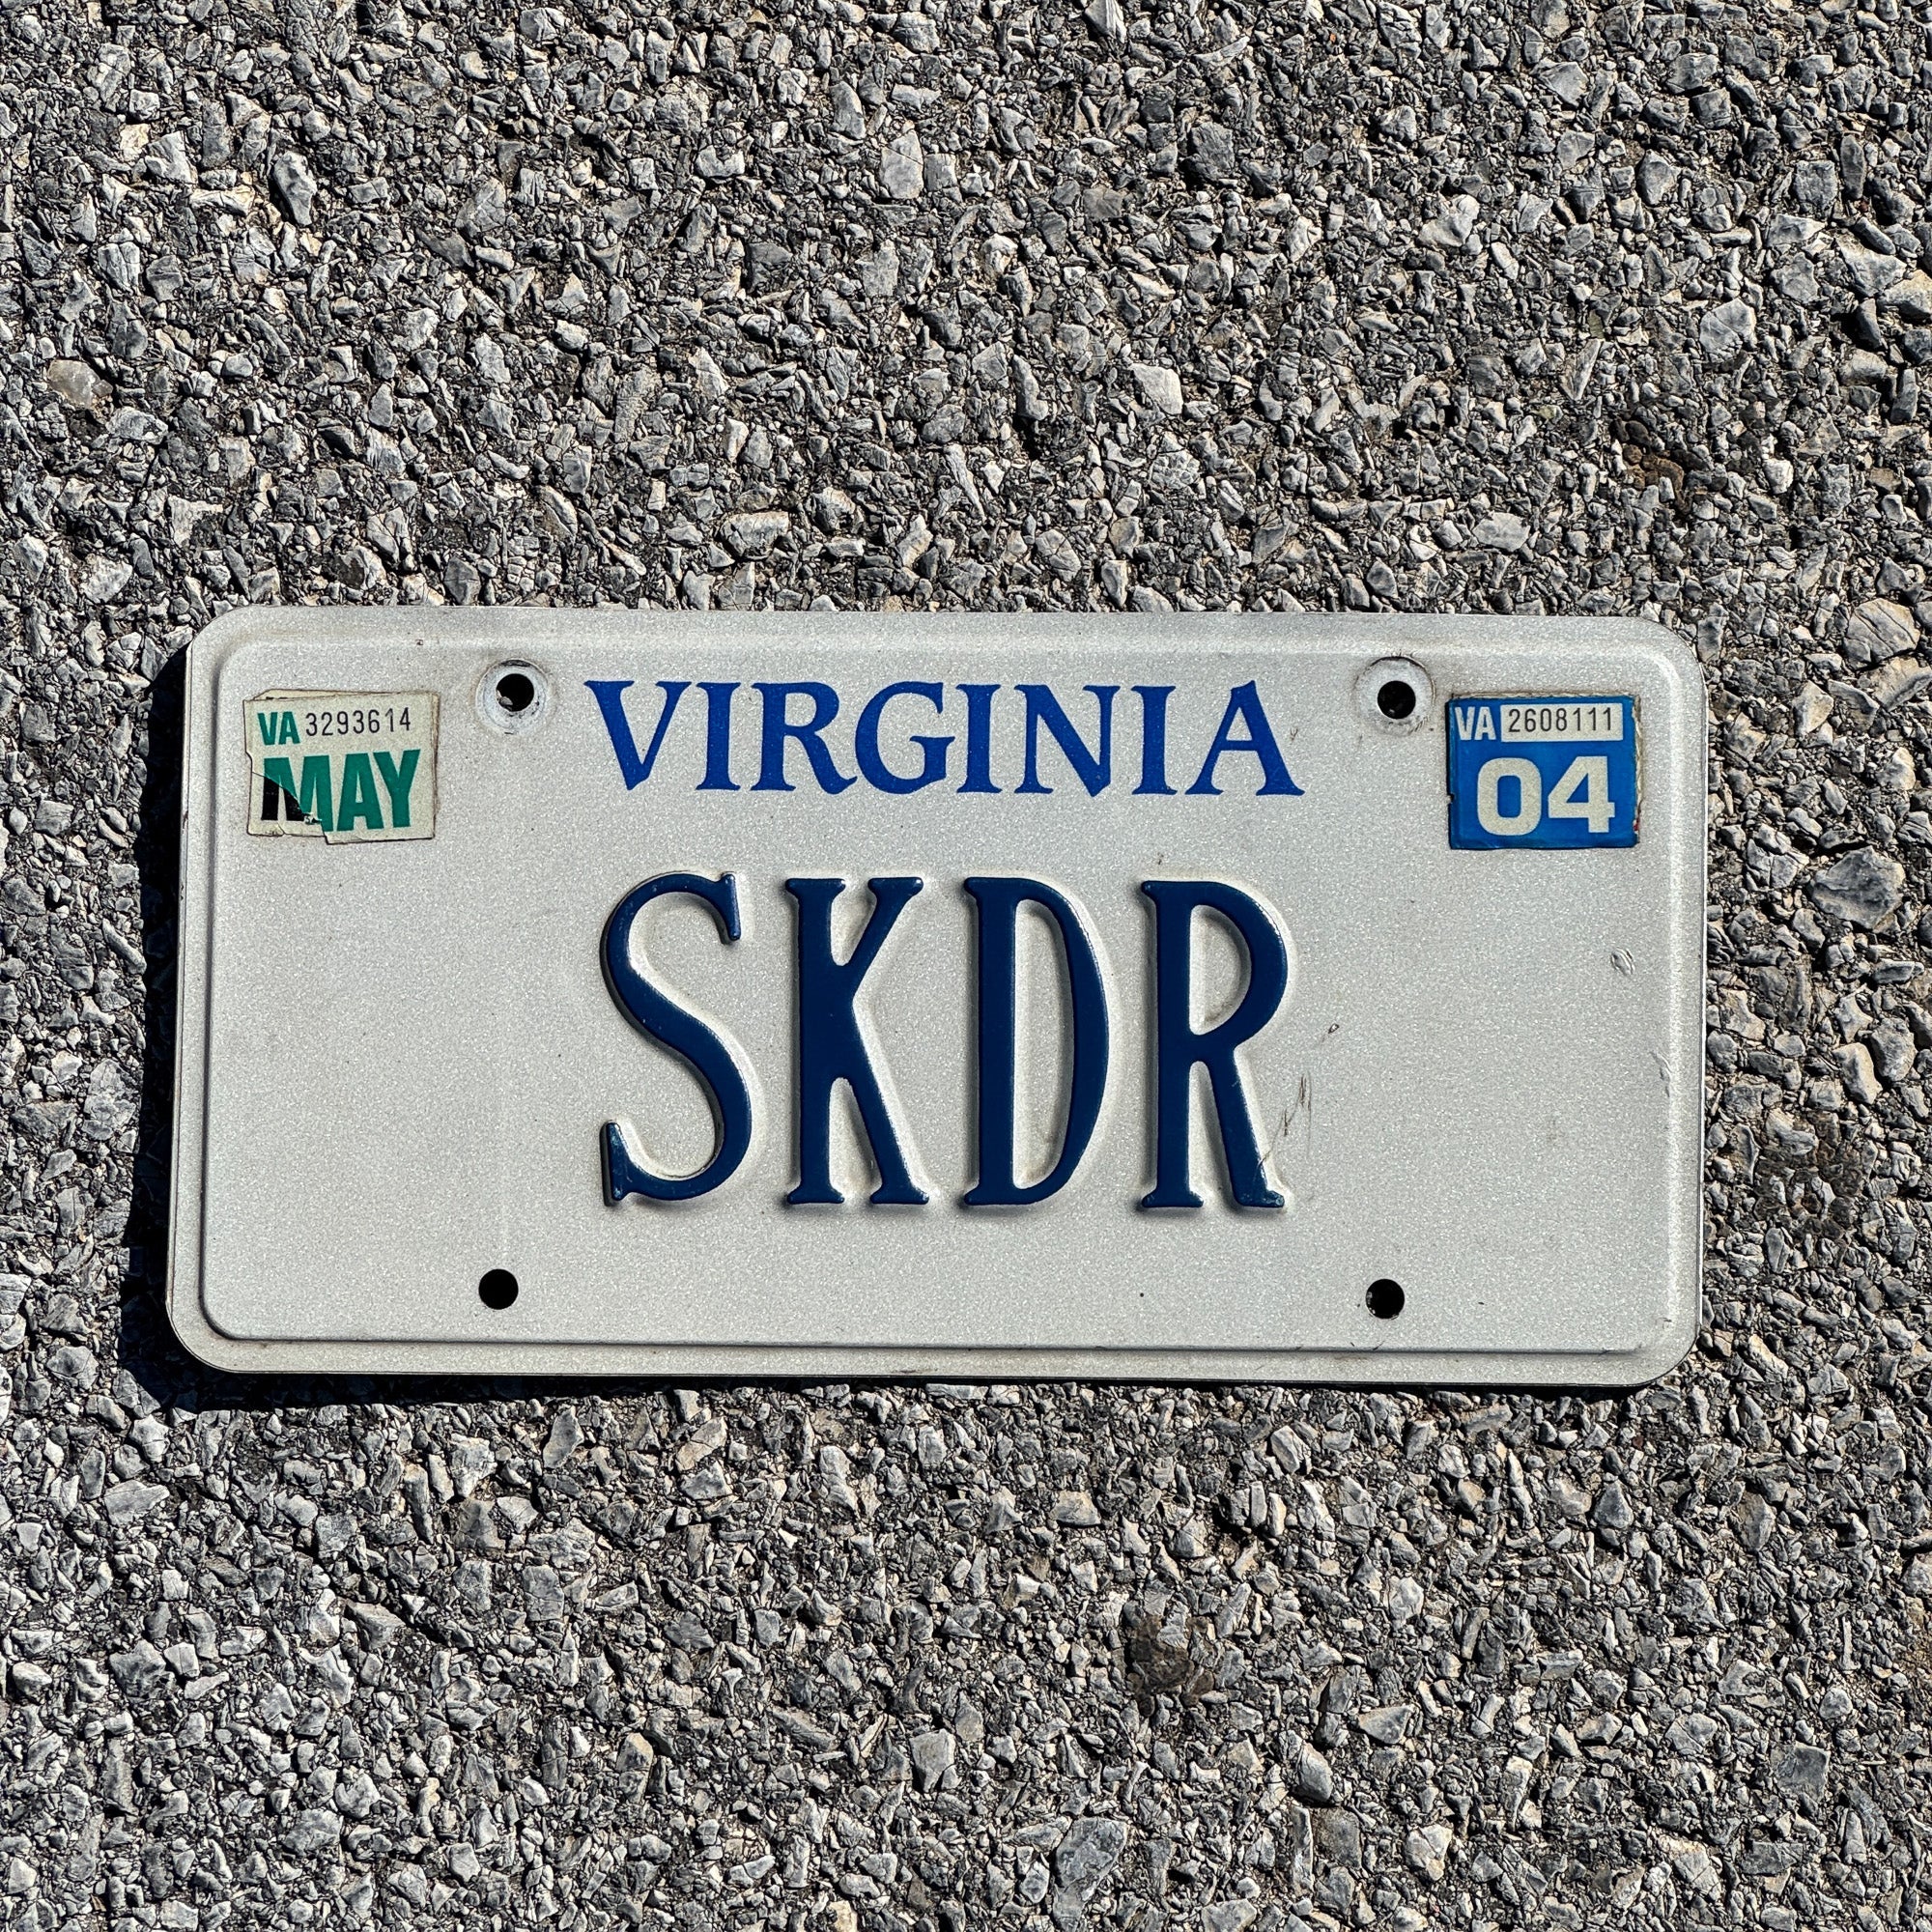 VA 3293614
MAY
VIRGINIA
VA 2608111
04
SKDR